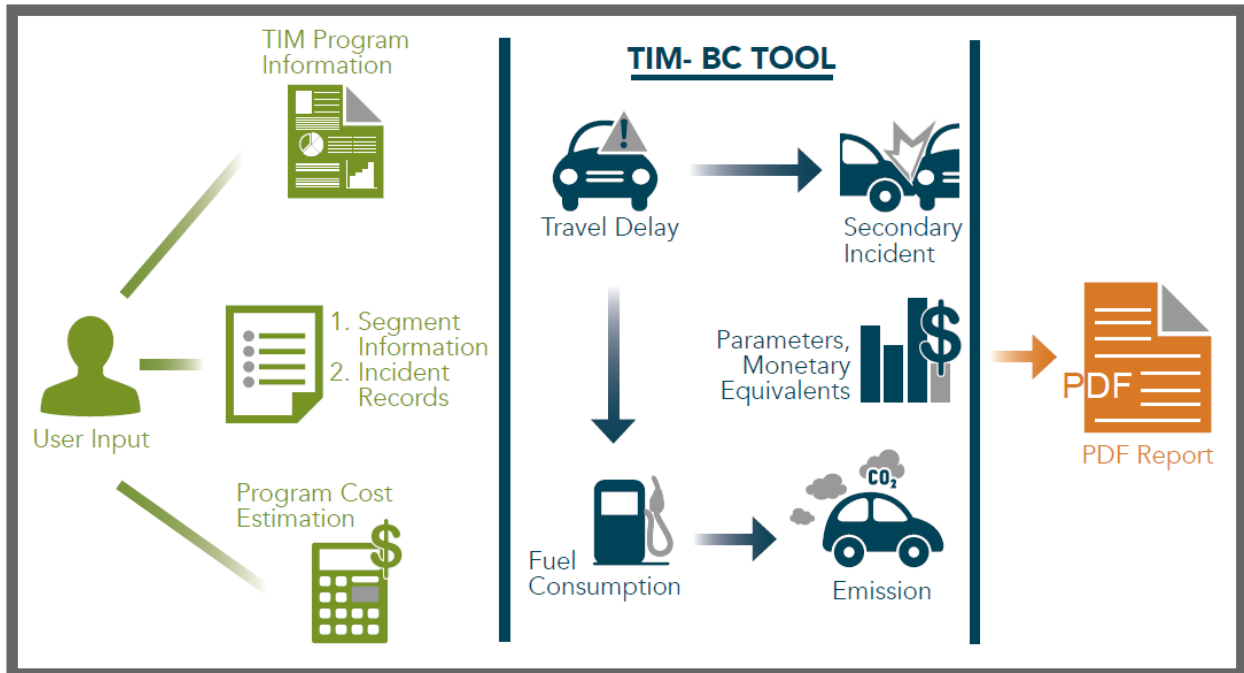 TIM Program
Information
1. Segment
Information
2. Incident
Records
User Input
Program Cost
Estimation
$
TIM- BC TOOL
!
Travel Delay
Secondary
Incident
Parameters,
Monetary
Equivalents
$
Fuel
Consumption
CO₂
Emission
PDF
PDF Report